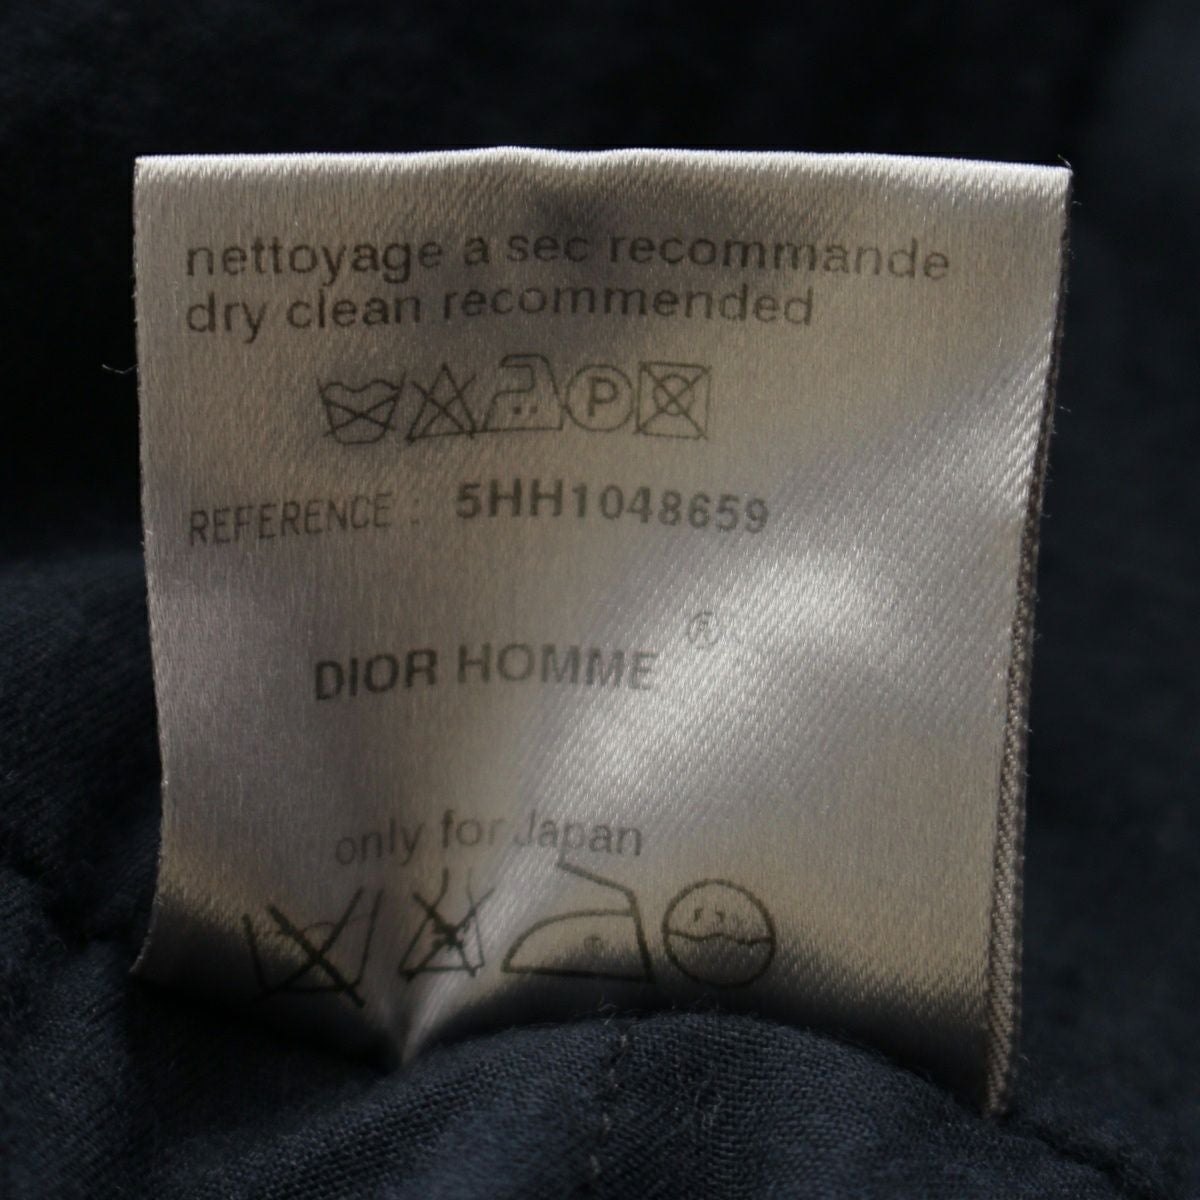 nettoyage a sec recommande
dry clean recommended
P
REFERENCE : 5HH1048659
DIOR HOMME ®
only for Japan